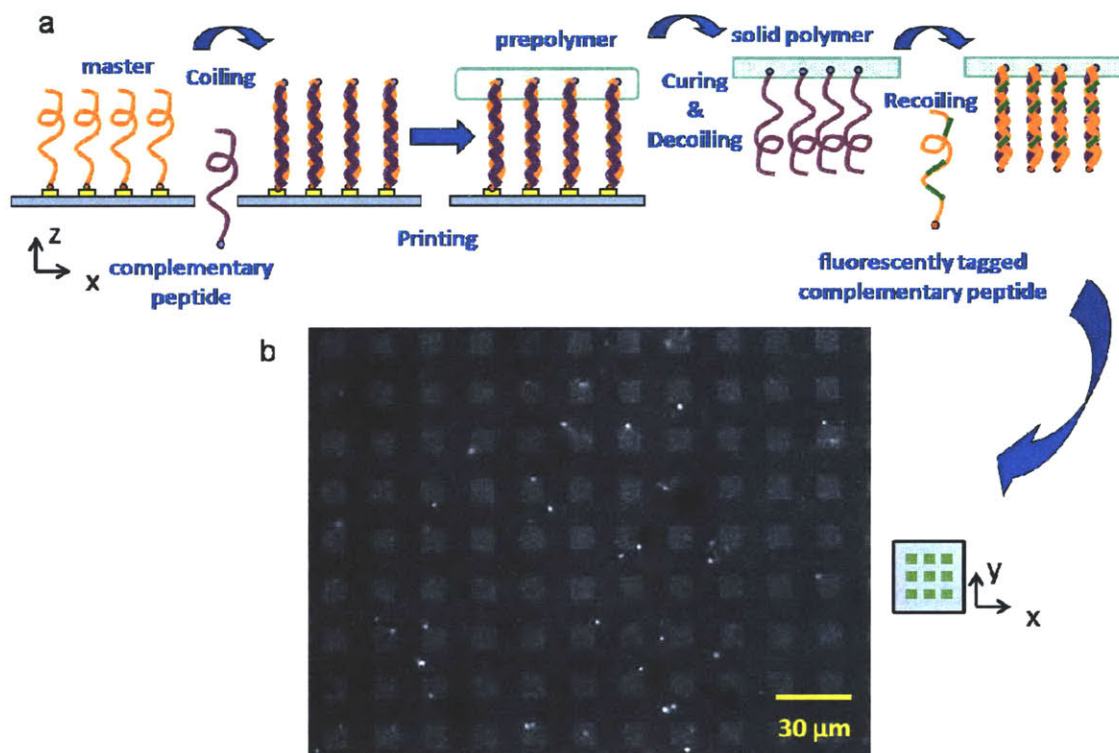 a
master
Coiling
complementary
peptide
z
x
Printing
prepolymer
Curing
&
Decoiling
solid polymer
Recoiling
fluorescently tagged
complementary peptide
b
30 µm
y
x